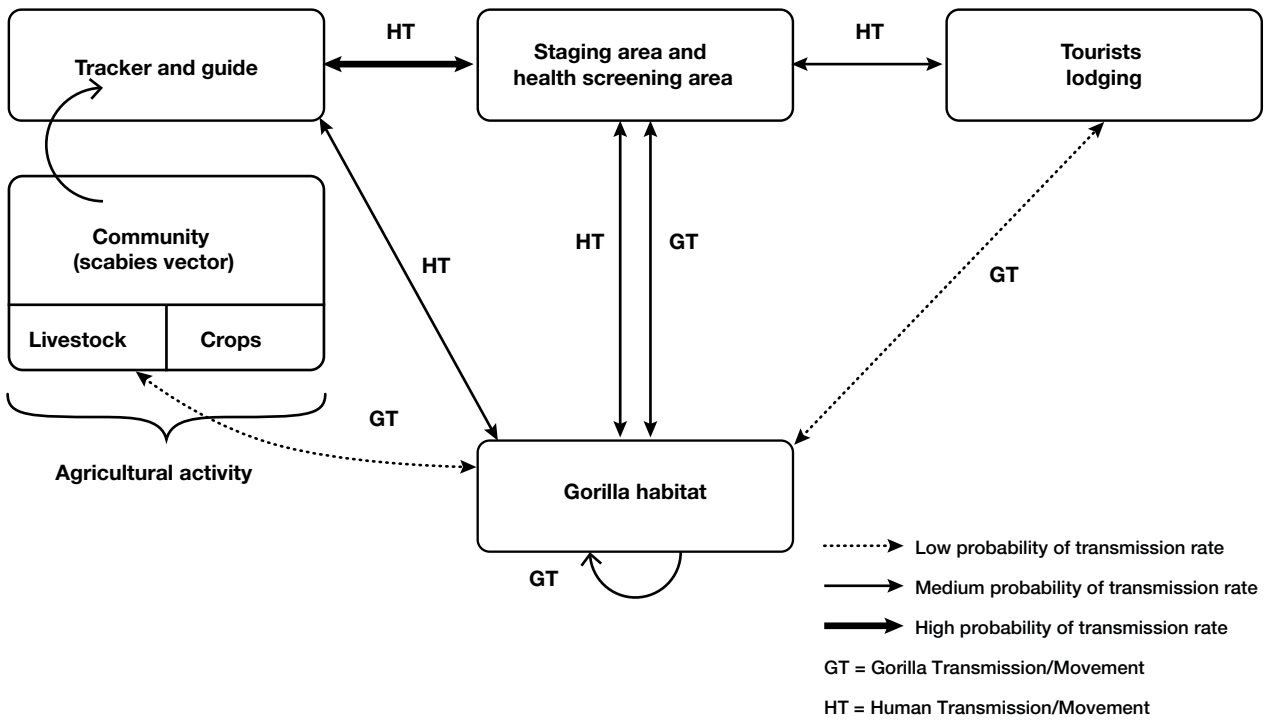 HT
HT
Tracker and guide
Staging area and
health screening area
Tourists
lodging
Community
(scabies vector)
HT
HT
GT
GT
Livestock
Crops
GT
Agricultural activity
Gorilla habitat
GT
Low probability of transmission rate
Medium probability of transmission rate
High probability of transmission rate
GT = Gorilla Transmission/Movement
HT = Human Transmission/Movement